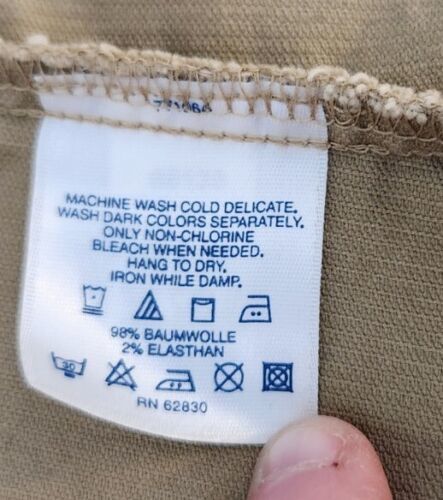 MACHINE WASH COLD DELICATE.
WASH DARK COLORS SEPARATELY.
ONLY NON-CHLORINE
BLEACH WHEN NEEDED.
HANG TO DRY.
IRON WHILE DAMP.
98% BAUMWOLLE
2% ELASTHAN
30
RN 62830